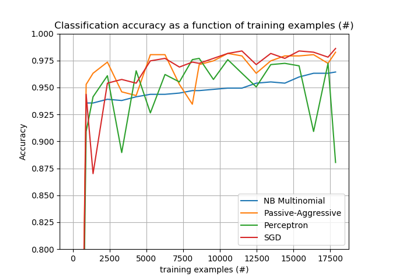 Classification accuracy as a function of training examples (#)
1.000
0.975
0.950
0.925
0.900
0.875
0.850
0.825
0.800
Accuracy
NB Multinomial
Passive-Aggressive
Perceptron
SGD
0 2500 5000 7500 10000 12500 15000 17500
training examples (#)